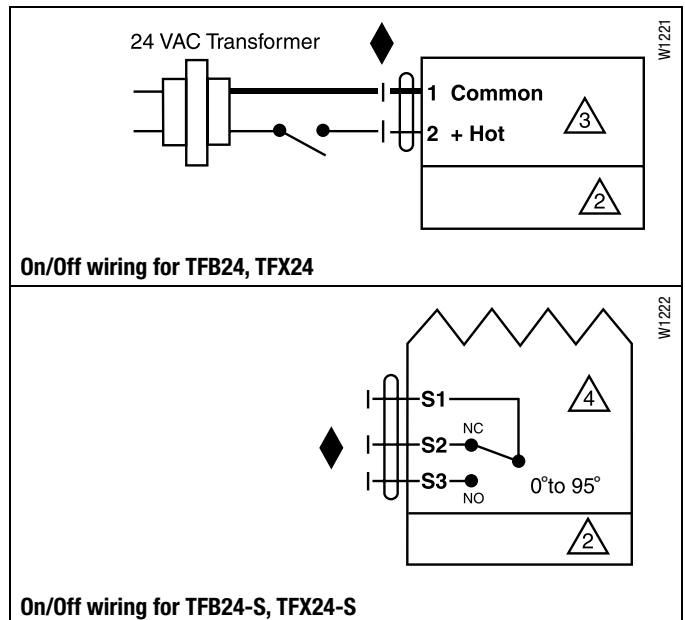 24 VAC Transformer
W1221
1 Common
3
2 + Hot
2
On/Off wiring for TFB24, TFX24
W1222
S1
4
NC
S2
S3
0°to 95°
NO
2
On/Off wiring for TFB24-S, TFX24-S